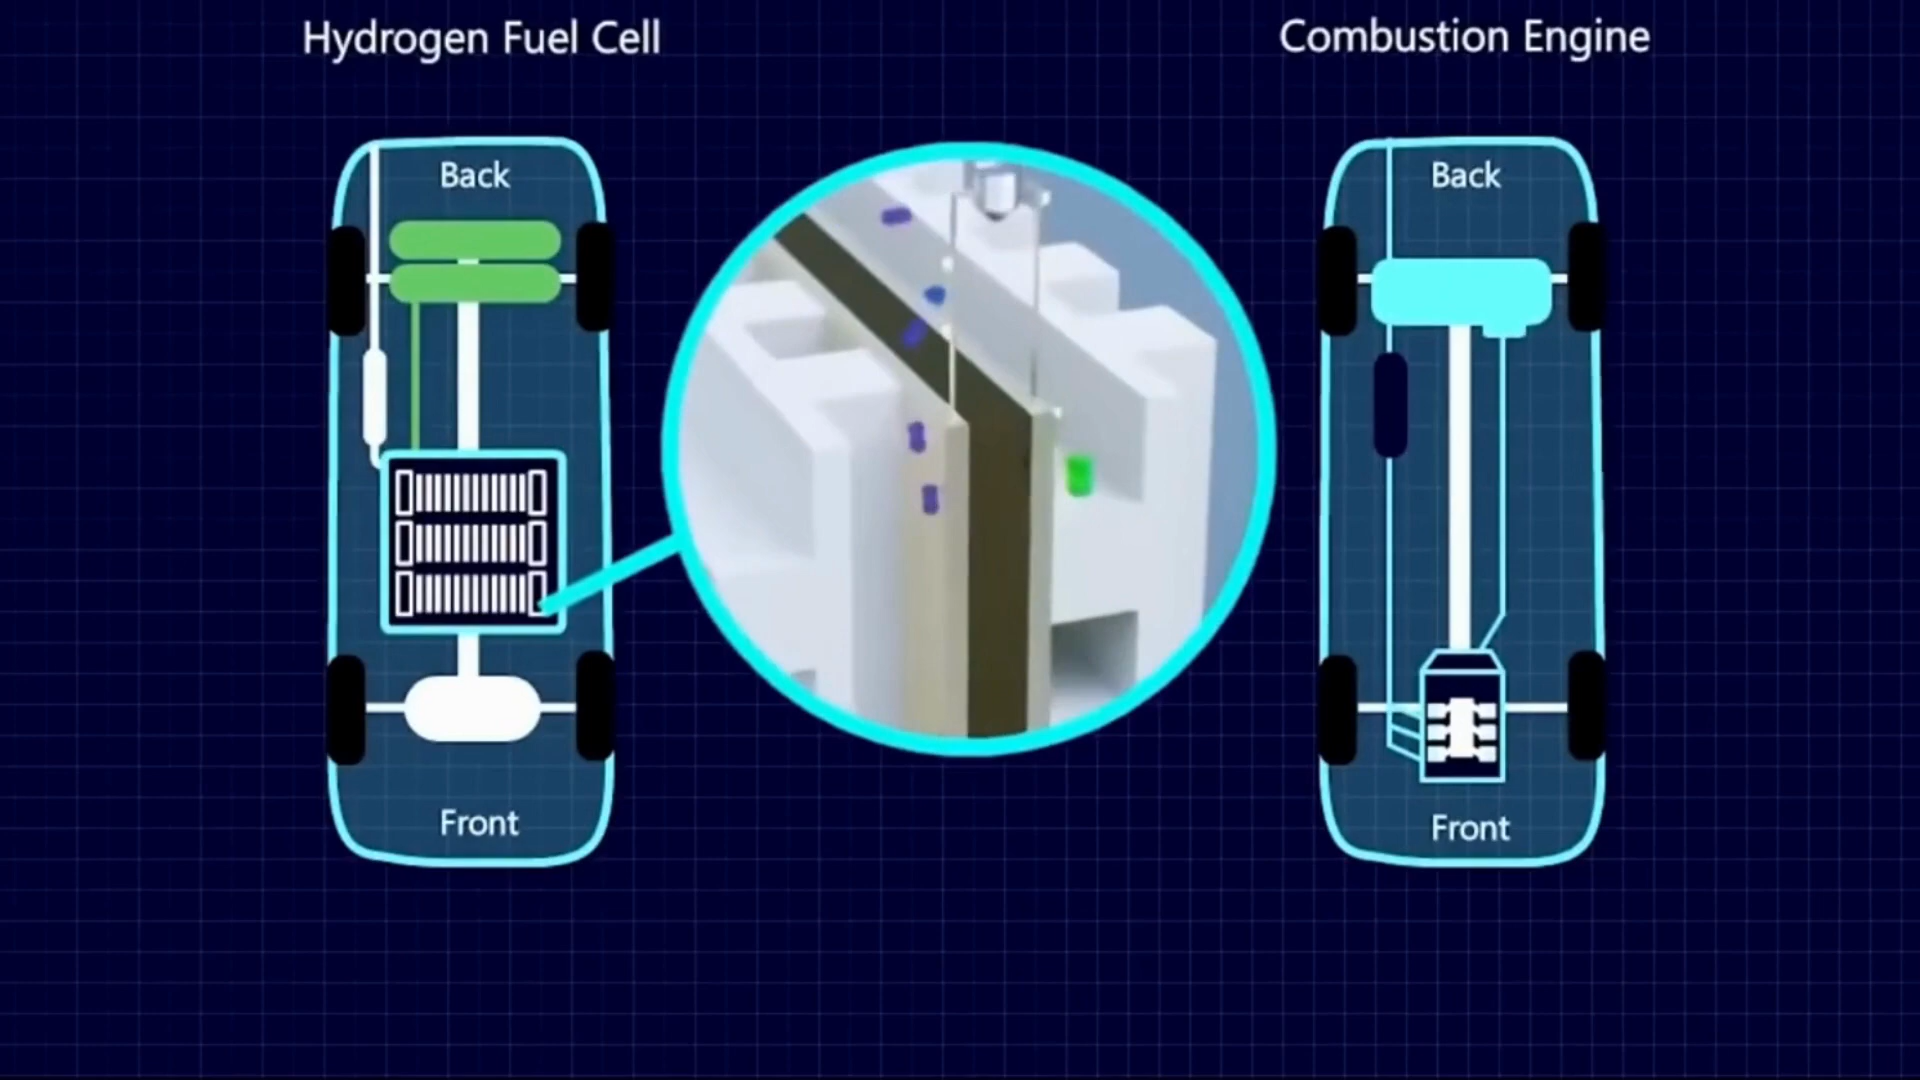 Hydrogen Fuel Cell
Combustion Engine
Back
Back
Front
Front